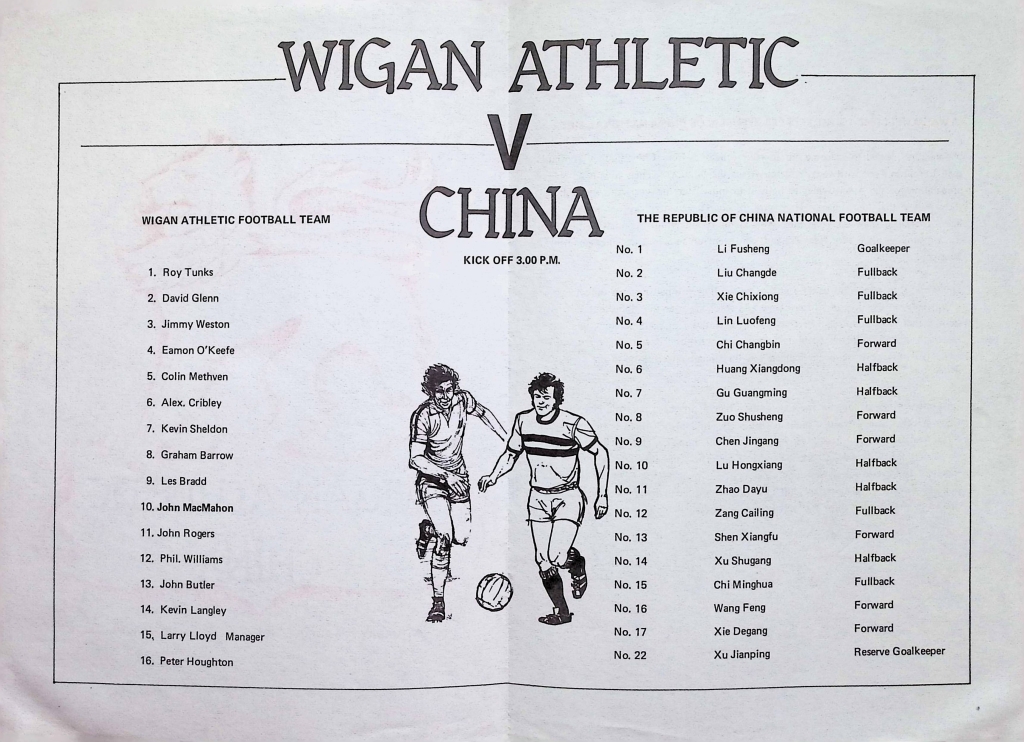 WIGAN ATHLETIC
V
CHINA
KICK OFF 3.00 P.M.
WIGAN ATHLETIC FOOTBALL TEAM
1. Roy Tunks
2. David Glenn
3. Jimmy Weston
4. Eamon O'Keefe
5. Colin Methven
6. Alex. Cribley
7. Kevin Sheldon
8. Graham Barrow
9. Les Bradd
10. John MacMahon
11. John Rogers
12. Phil. Williams
13. John Butler
14. Kevin Langley
15, Larry Lloyd Manager
16. Peter Houghton
THE REPUBLIC OF CHINA NATIONAL FOOTBALL TEAM
No. 1 Li Fusheng Goalkeeper
No. 2 Liu Changde Fullback
No. 3 Xie Chixiong Fullback
No. 4 Lin Luofeng Fullback
No. 5 Chi Changbin Forward
No. 6 Huang Xiangdong Halfback
No. 7 Gu Guangming Halfback
No. 8 Zuo Shusheng Forward
No. 9 Chen Jingang Forward
No. 10 Lu Hongxiang Halfback
No. 11 Zhao Dayu Halfback
No. 12 Zang Cailing Fullback
No. 13 Shen Xiangfu Forward
No. 14 Xu Shugang Halfback
No. 15 Chi Minghua Fullback
No. 16 Wang Feng Forward
No. 17 Xie Degang Forward
No. 22 Xu Jianping Reserve Goalkeeper